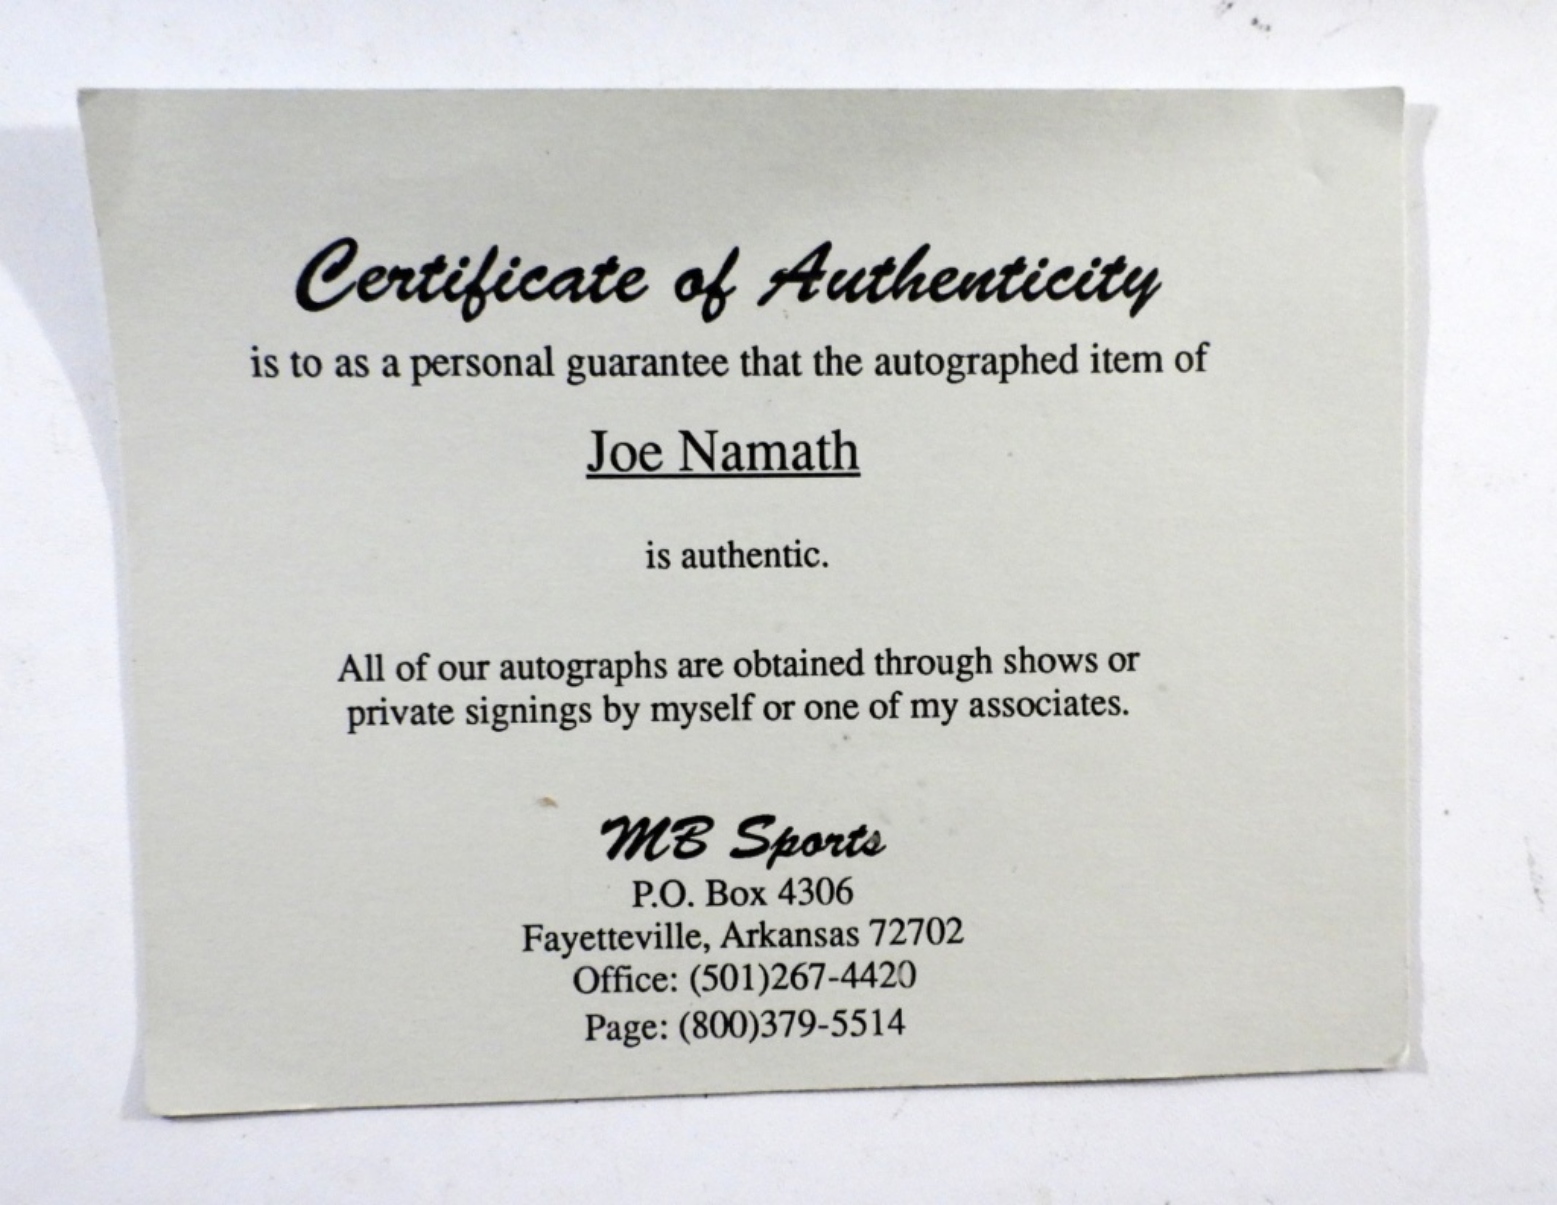 Certificate of Authenticity
is to as a personal guarantee that the autographed item of
Joe Namath
is authentic.
All of our autographs are obtained through shows or
private signings by myself or one of my associates.
MB Sports
P.O. Box 4306
Fayetteville, Arkansas 72702
Office: (501)267-4420
Page: (800)379-5514